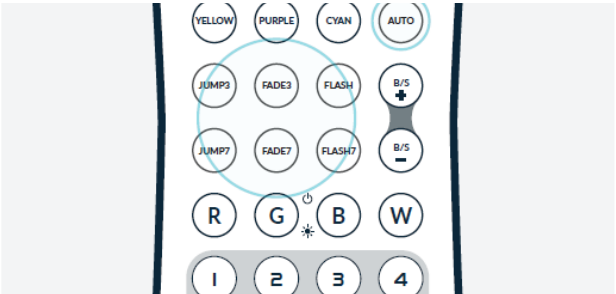 YELLOW PURPLE CYAN AUTO
JUMP3 FADE3 FLASH B/S +
JUMP7 FADE7 FLASH7 B/S -
R G B W
1 2 3 4